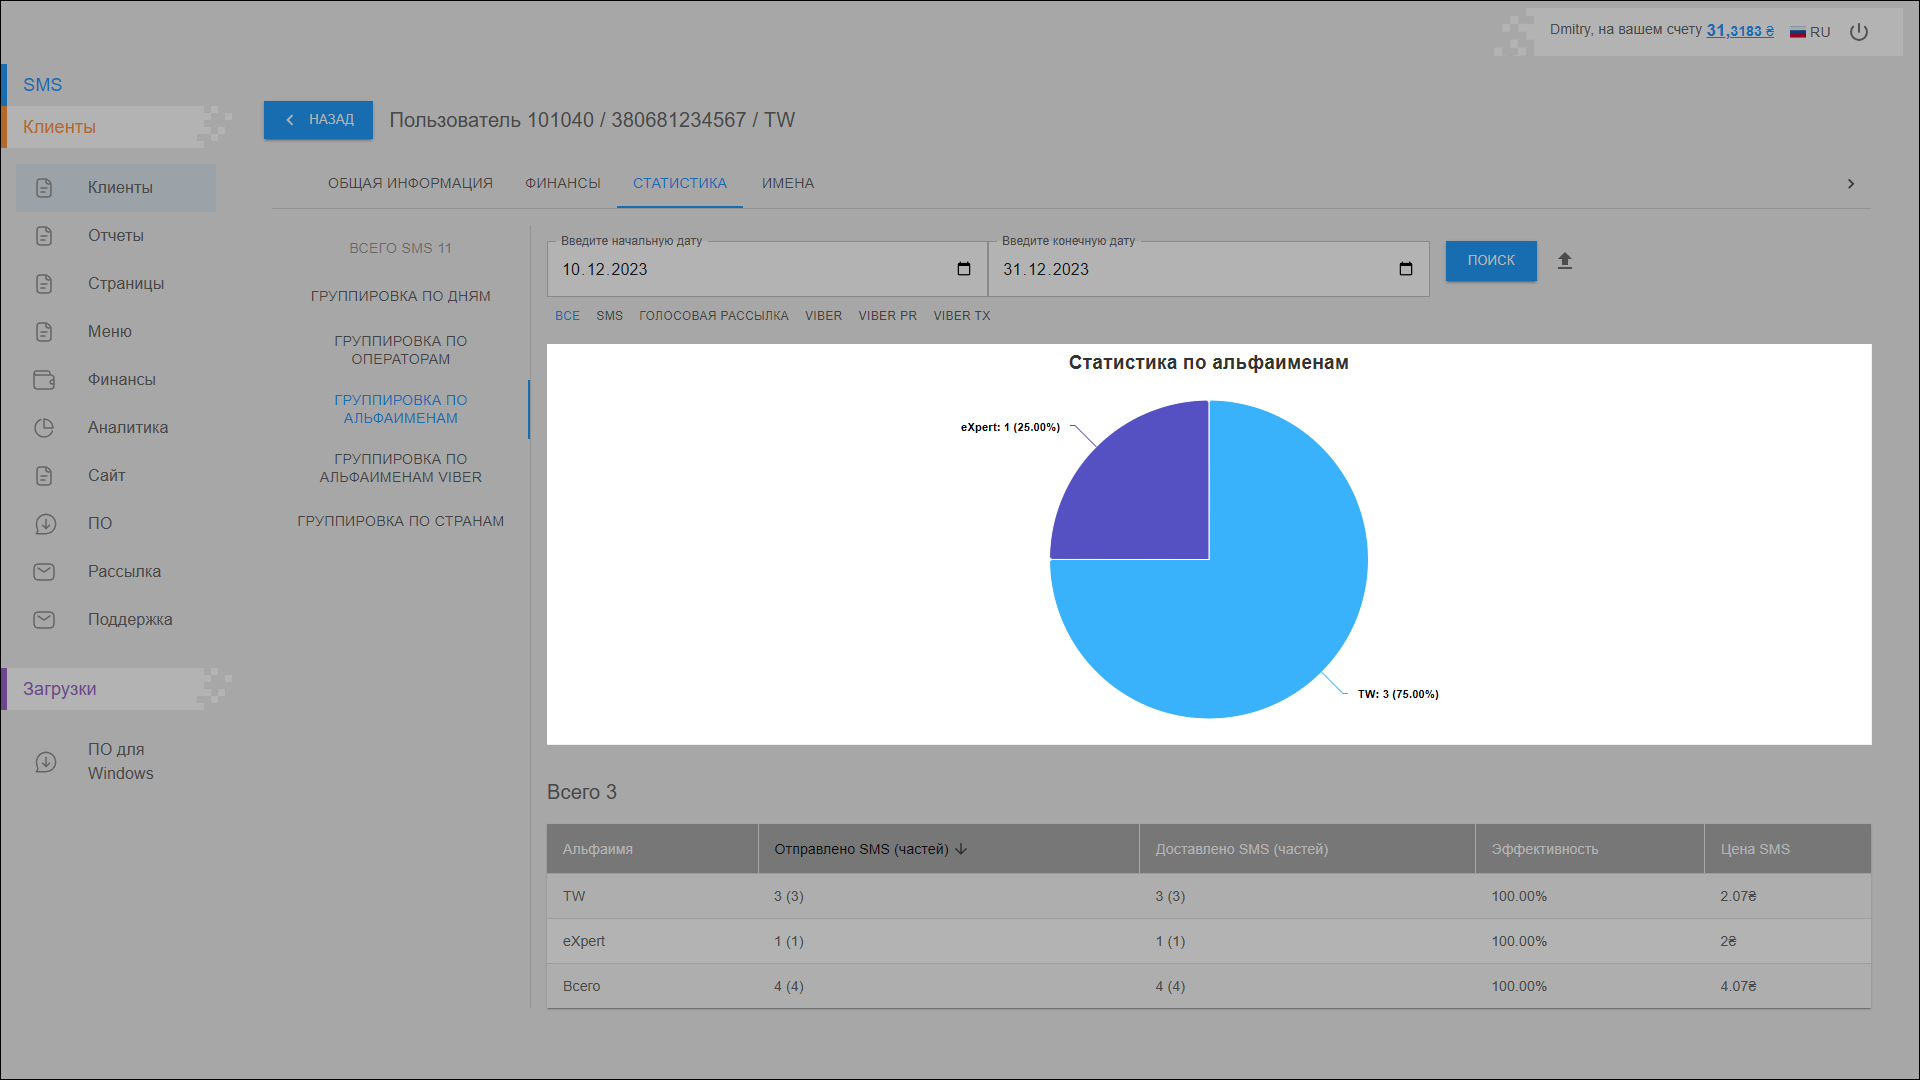 Dmitry, на вашем счету 31,3183 ₴ RU
SMS
Клиенты
Клиенты
Отчеты
Страницы
Меню
Финансы
Аналитика
Сайт
ПО
Рассылка
Поддержка
Загрузки
ПО для
Windows
НАЗАД
Пользователь 101040 / 380681234567 / TW
ОБЩАЯ ИНФОРМАЦИЯ ФИНАНСЫ СТАТИСТИКА ИМЕНА
ВСЕГО SMS 11
ГРУППИРОВКА ПО ДНЯМ
ГРУППИРОВКА ПО
ОПЕРАТОРАМ
ГРУППИРОВКА ПО
АЛЬФАИМЕНАМ
ГРУППИРОВКА ПО
АЛЬФАИМЕНАМ VIBER
ГРУППИРОВКА ПО СТРАНАМ
Введите начальную дату
10.12.2023
Введите конечную дату
31.12.2023
ПОИСК
ВСЕ SMS ГОЛОСОВАЯ РАССЫЛКА VIBER VIBER PR VIBER TX
Статистика по альфаименам
eXpert: 1 (25.00%)
TW: 3 (75.00%)
Всего 3
Альфаимя Отправлено SMS (частей) Доставлено SMS (частей) Эффективность Цена SMS
TW 3 (3) 3 (3) 100.00% 2.07₴
eXpert 1 (1) 1 (1) 100.00% 2₴
Всего 4 (4) 4 (4) 100.00% 4.07₴